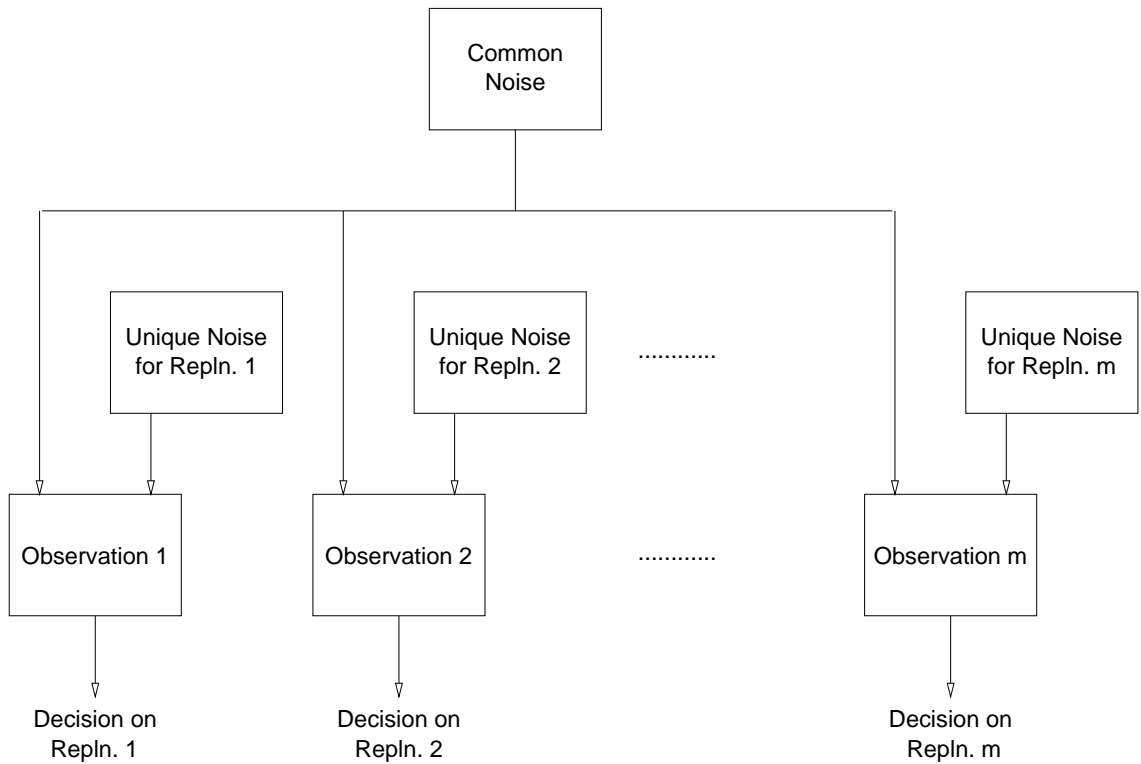 Common
Noise
Unique Noise
for Repln. 1
Unique Noise
for Repln. 2
............
Unique Noise
for Repln. m
Observation 1
Observation 2
............
Observation m
Decision on
Repln. 1
Decision on
Repln. 2
Decision on
Repln. m